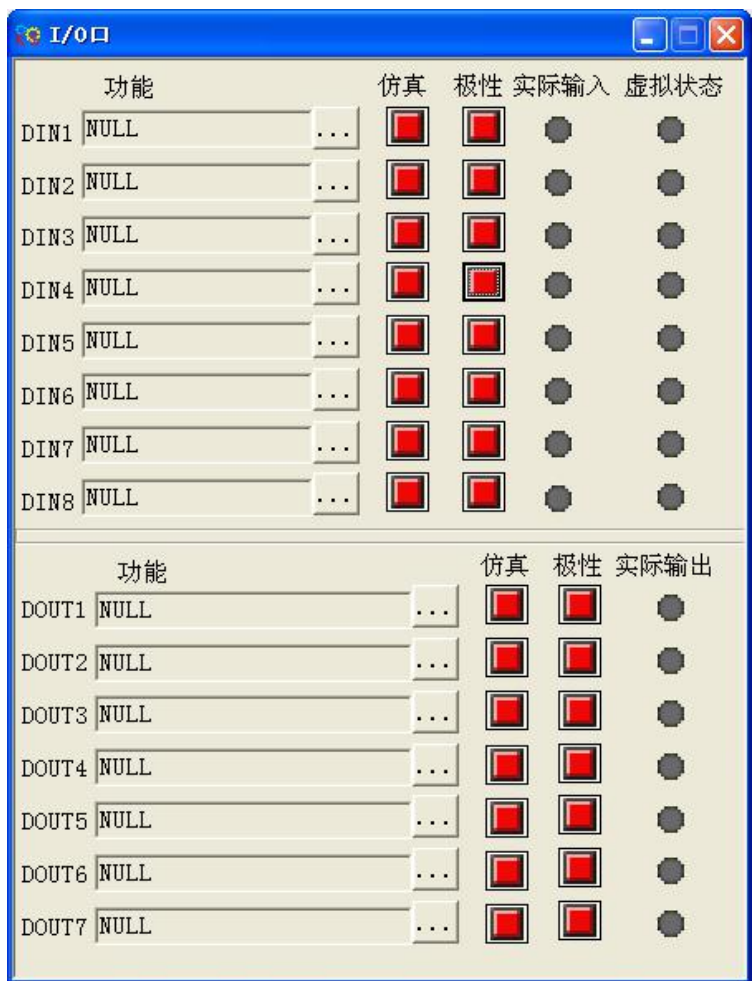 I/O口
功能 仿真 极性 实际输入 虚拟状态
DIN1 NULL ...
DIN2 NULL ...
DIN3 NULL ...
DIN4 NULL ...
DIN5 NULL ...
DIN6 NULL ...
DIN7 NULL ...
DIN8 NULL ...
功能 仿真 极性 实际输出
DOUT1 NULL ...
DOUT2 NULL ...
DOUT3 NULL ...
DOUT4 NULL ...
DOUT5 NULL ...
DOUT6 NULL ...
DOUT7 NULL ...